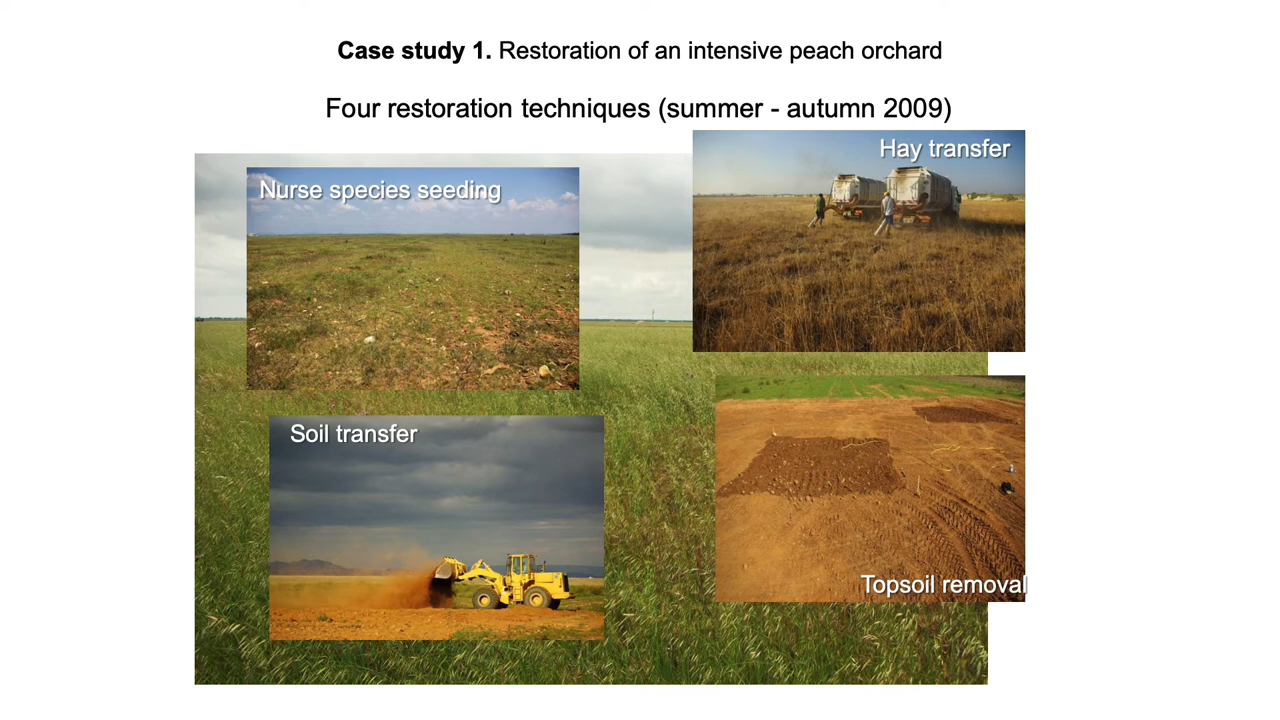 Case study 1. Restoration of an intensive peach orchard
Four restoration techniques (summer - autumn 2009)
Nurse species seeding
Hay transfer
Soil transfer
Topsoil removal